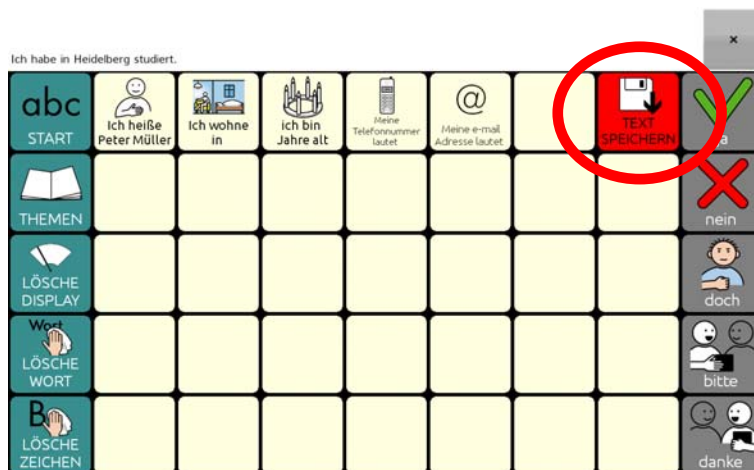 ×
Ich habe in Heidelberg studiert.
abc
START
Ich heiße
Peter Müller
Ich wohne
in
ich bin
Jahre alt
Meine
Telefonnummer
lautet
@
Meine e-mail
Adresse lautet
TEXT
SPEICHERN
ja
THEMEN
nein
LÖSCHE
DISPLAY
doch
Wort
LÖSCHE
WORT
bitte
B
LÖSCHE
ZEICHEN
danke